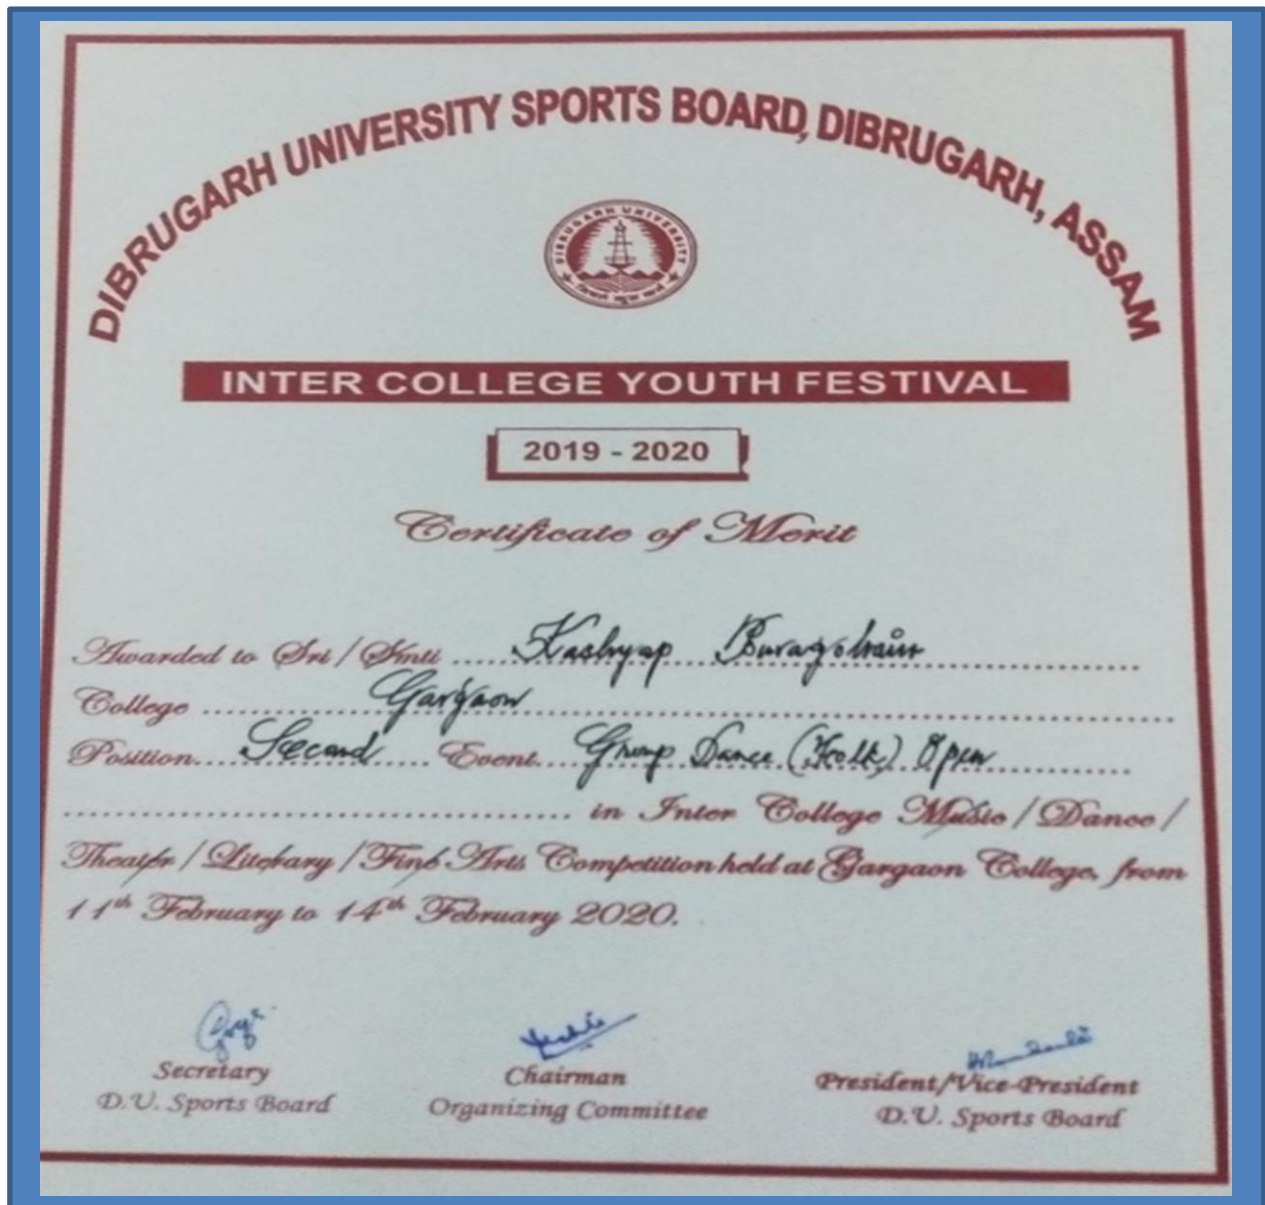 DIBRUGARH UNIVERSITY SPORTS BOARD, DIBRUGARH, ASSAM
DIBRUGARH UNIVERSITY
INTER COLLEGE YOUTH FESTIVAL
2019 - 2020
Certificate of Merit
Awarded to Sri / Smti Kashyap Buragohain
College Gargaon
Position Second Event Group Dance (Folk) Open
in Inter College Music / Dance /
Theatre / Literary / Fine Arts Competition held at Gargaon College, from
11th February to 14th February 2020.
Secretary
D.U. Sports Board
Chairman
Organizing Committee
President/Vice-President
D.U. Sports Board